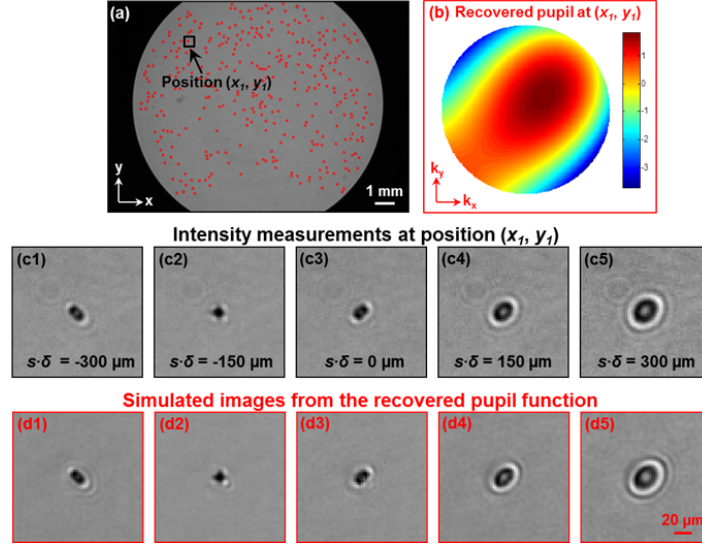 (a)
Position (x1, y1)
y
x
1 mm
(b) Recovered pupil at (x1, y1)
1
0
-1
-2
-3
ky
kx
Intensity measurements at position (x1, y1)
(c1) (c2) (c3) (c4) (c5)
s·δ = -300 μm s·δ = -150 μm s·δ = 0 μm s·δ = 150 μm s·δ = 300 μm
Simulated images from the recovered pupil function
(d1) (d2) (d3) (d4) (d5)
20 μm